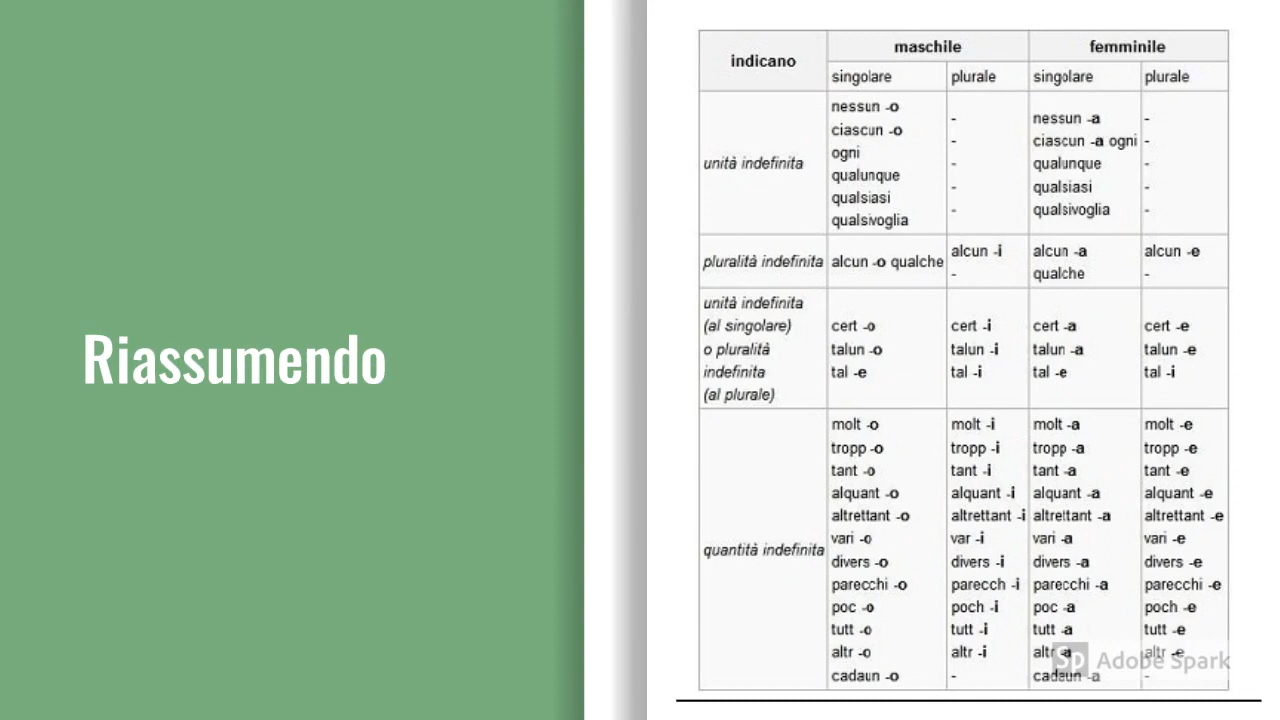 Riassumendo
indicano maschile femminile
singolare plurale singolare plurale
unità indefinita
nessun -o
ciascun -o
ogni
qualunque
qualsiasi
qualsivoglia
-
-
-
-
-
nessun -a
ciascun -a ogni
qualunque
qualsiasi
qualsivoglia
-
-
-
-
-
pluralità indefinita
alcun -o qualche
alcun -i
-
alcun -a
qualche
alcun -e
-
unità indefinita
(al singolare)
o pluralità
indefinita
(al plurale)
cert -o
talun -o
tal -e
cert -i
talun -i
tal -i
cert -a
talun -a
tal -e
cert -e
talun -e
tal -i
quantità indefinita
molt -o
tropp -o
tant -o
alquant -o
altrettant -o
vari -o
divers -o
parecchi -o
poc -o
tutt -o
altr -o
cadaun -o
molt -i
tropp -i
tant -i
alquant -i
altrettant -i
var -i
divers -i
parecch -i
poch -i
tutt -i
altr -i
-
molt -a
tropp -a
tant -a
alquant -a
altrettant -a
vari -a
divers -a
parecchi -a
poc -a
tutt -a
altr -a
cadaun -a
molt -e
tropp -e
tant -e
alquant -e
altrettant -e
vari -e
divers -e
parecchi -e
poch -e
tutt -e
altr -e
-
Sp Adobe Spark